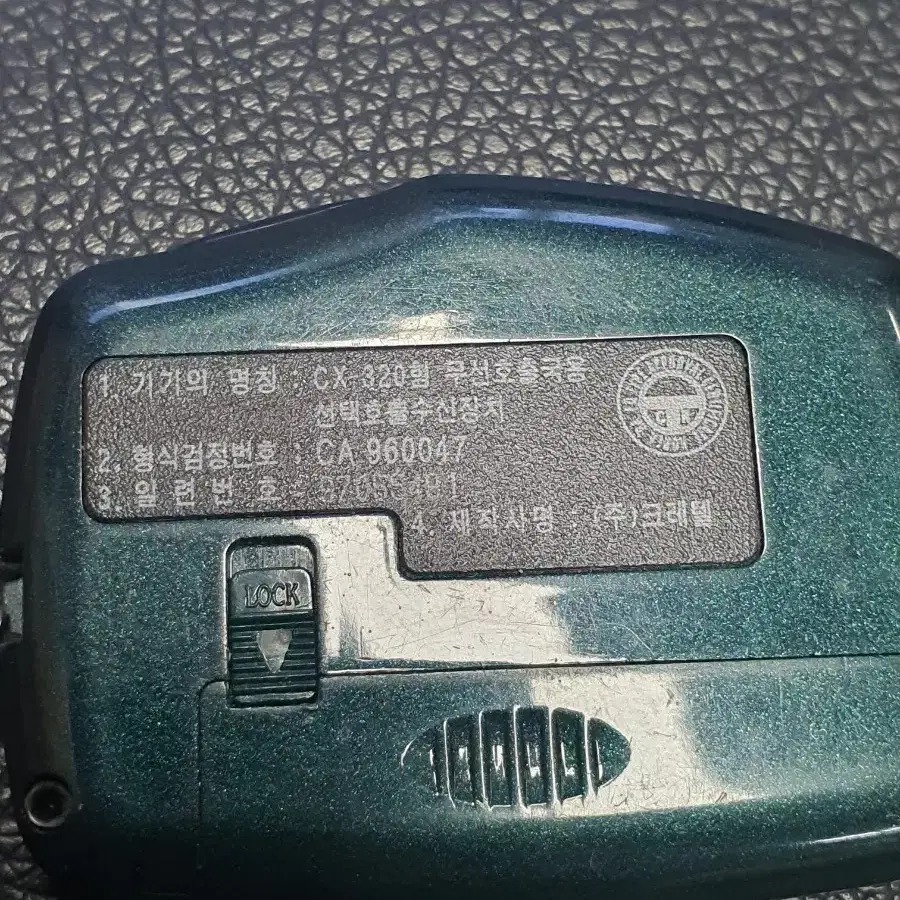 1. 기기의 명칭 : CX-320형 무선호출국용
선택호출수신장치
2. 형식검정번호 : CA 960047
3. 일 련 번 호 :
4. 제작사명 : (주)크레텔
LOCK